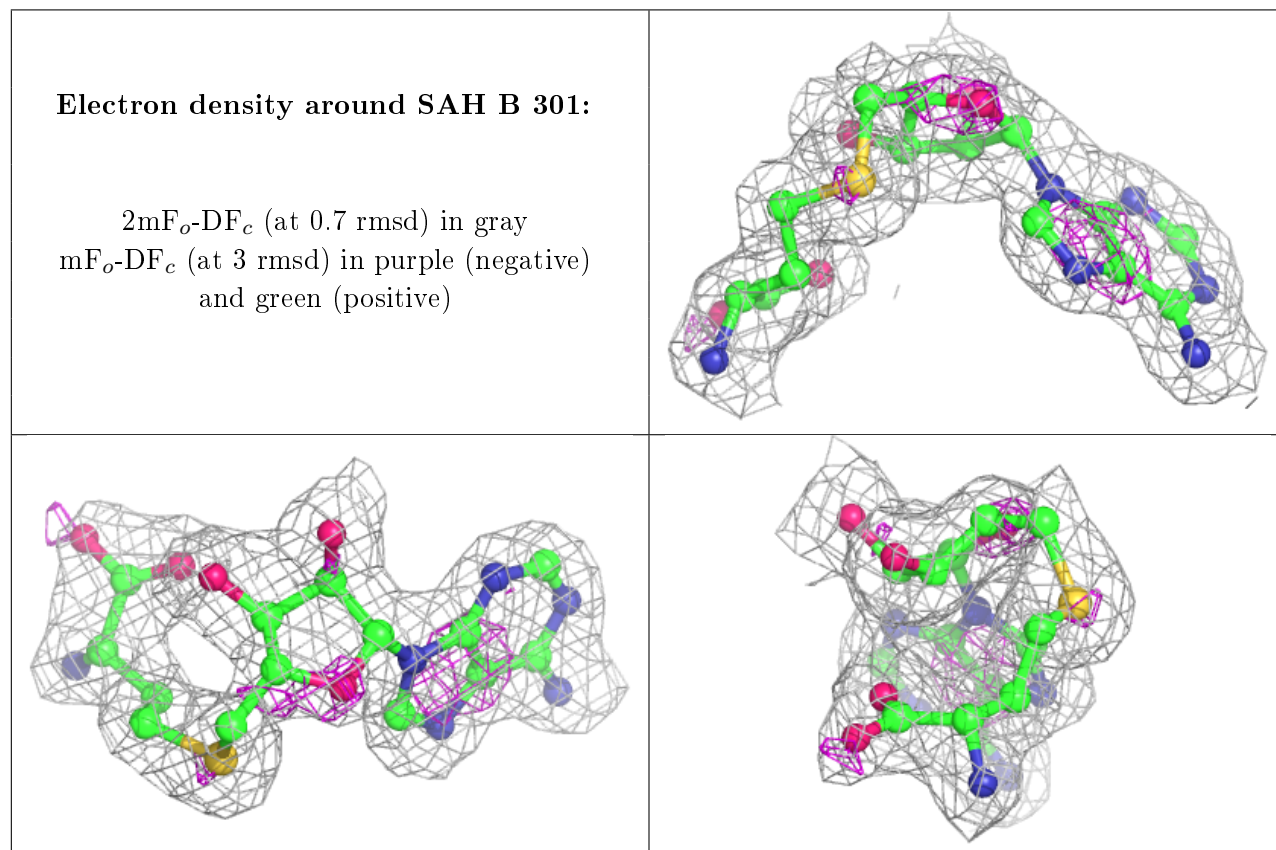 Electron density around SAH B 301:
2mFo-DFc (at 0.7 rmsd) in gray
mFo-DFc (at 3 rmsd) in purple (negative)
and green (positive)